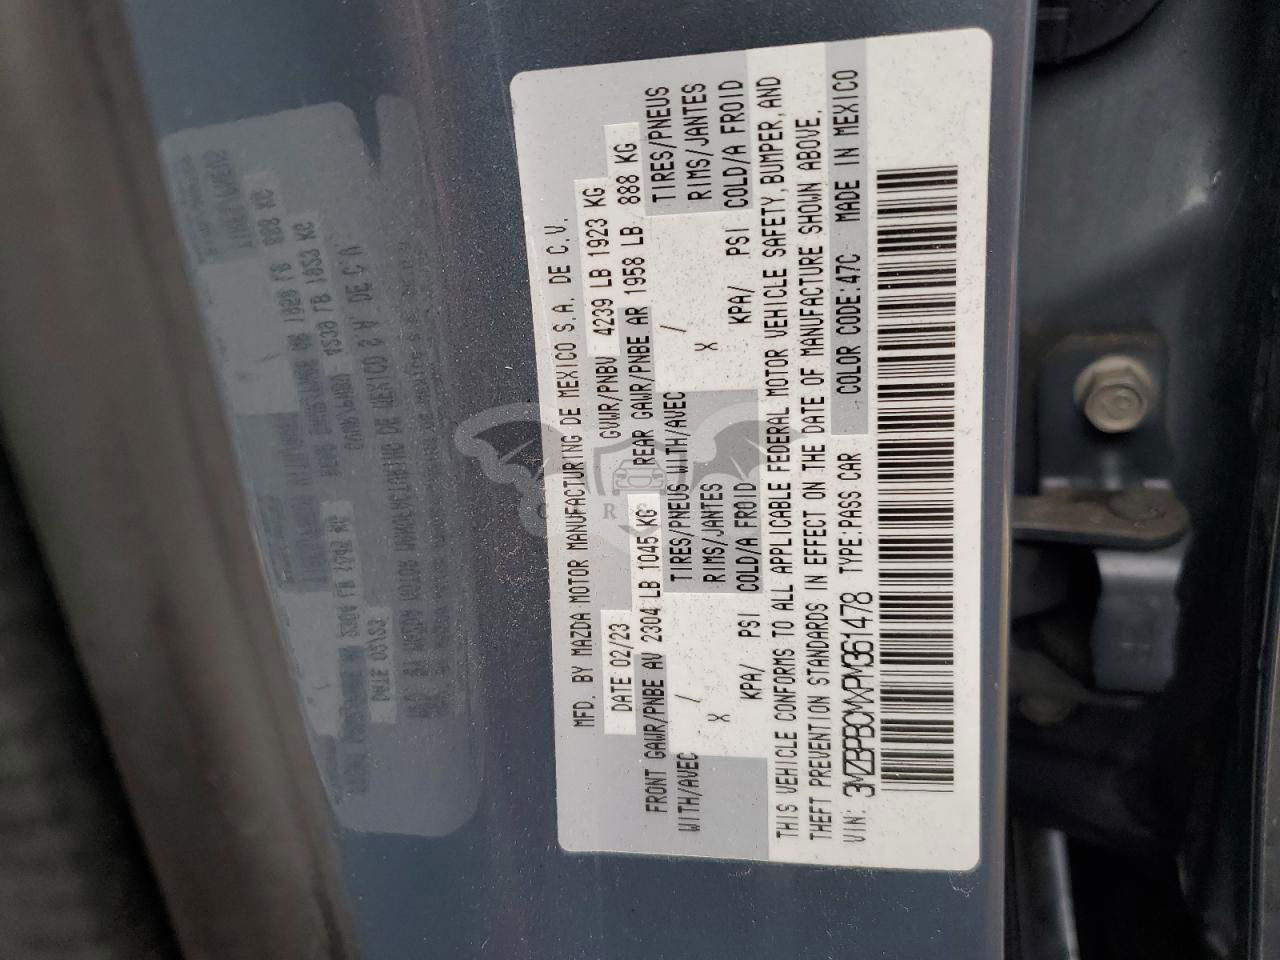 MFD. BY MAZDA MOTOR MANUFACTURING DE MEXICO S.A. DE C.V.
DATE 02/23 GVWR/PNBV 4239 LB 1923 KG
FRONT GAWR/PNBE AV 2304 LB 1045 KG REAR GAWR/PNBE AR 1958 LB 888 KG
WITH/AVEC / TIRES/PNEUS WITH/AVEC / TIRES/PNEUS
X RIMS/JANTES X RIMS/JANTES
KPA/ PSI COLD/A FROID KPA/ PSI COLD/A FROID
THIS VEHICLE CONFORMS TO ALL APPLICABLE FEDERAL MOTOR VEHICLE SAFETY, BUMPER, AND
THEFT PREVENTION STANDARDS IN EFFECT ON THE DATE OF MANUFACTURE SHOWN ABOVE.
VIN: 3MZBPBCMXPM361478 TYPE:PASS CAR COLOR CODE:47C MADE IN MEXICO